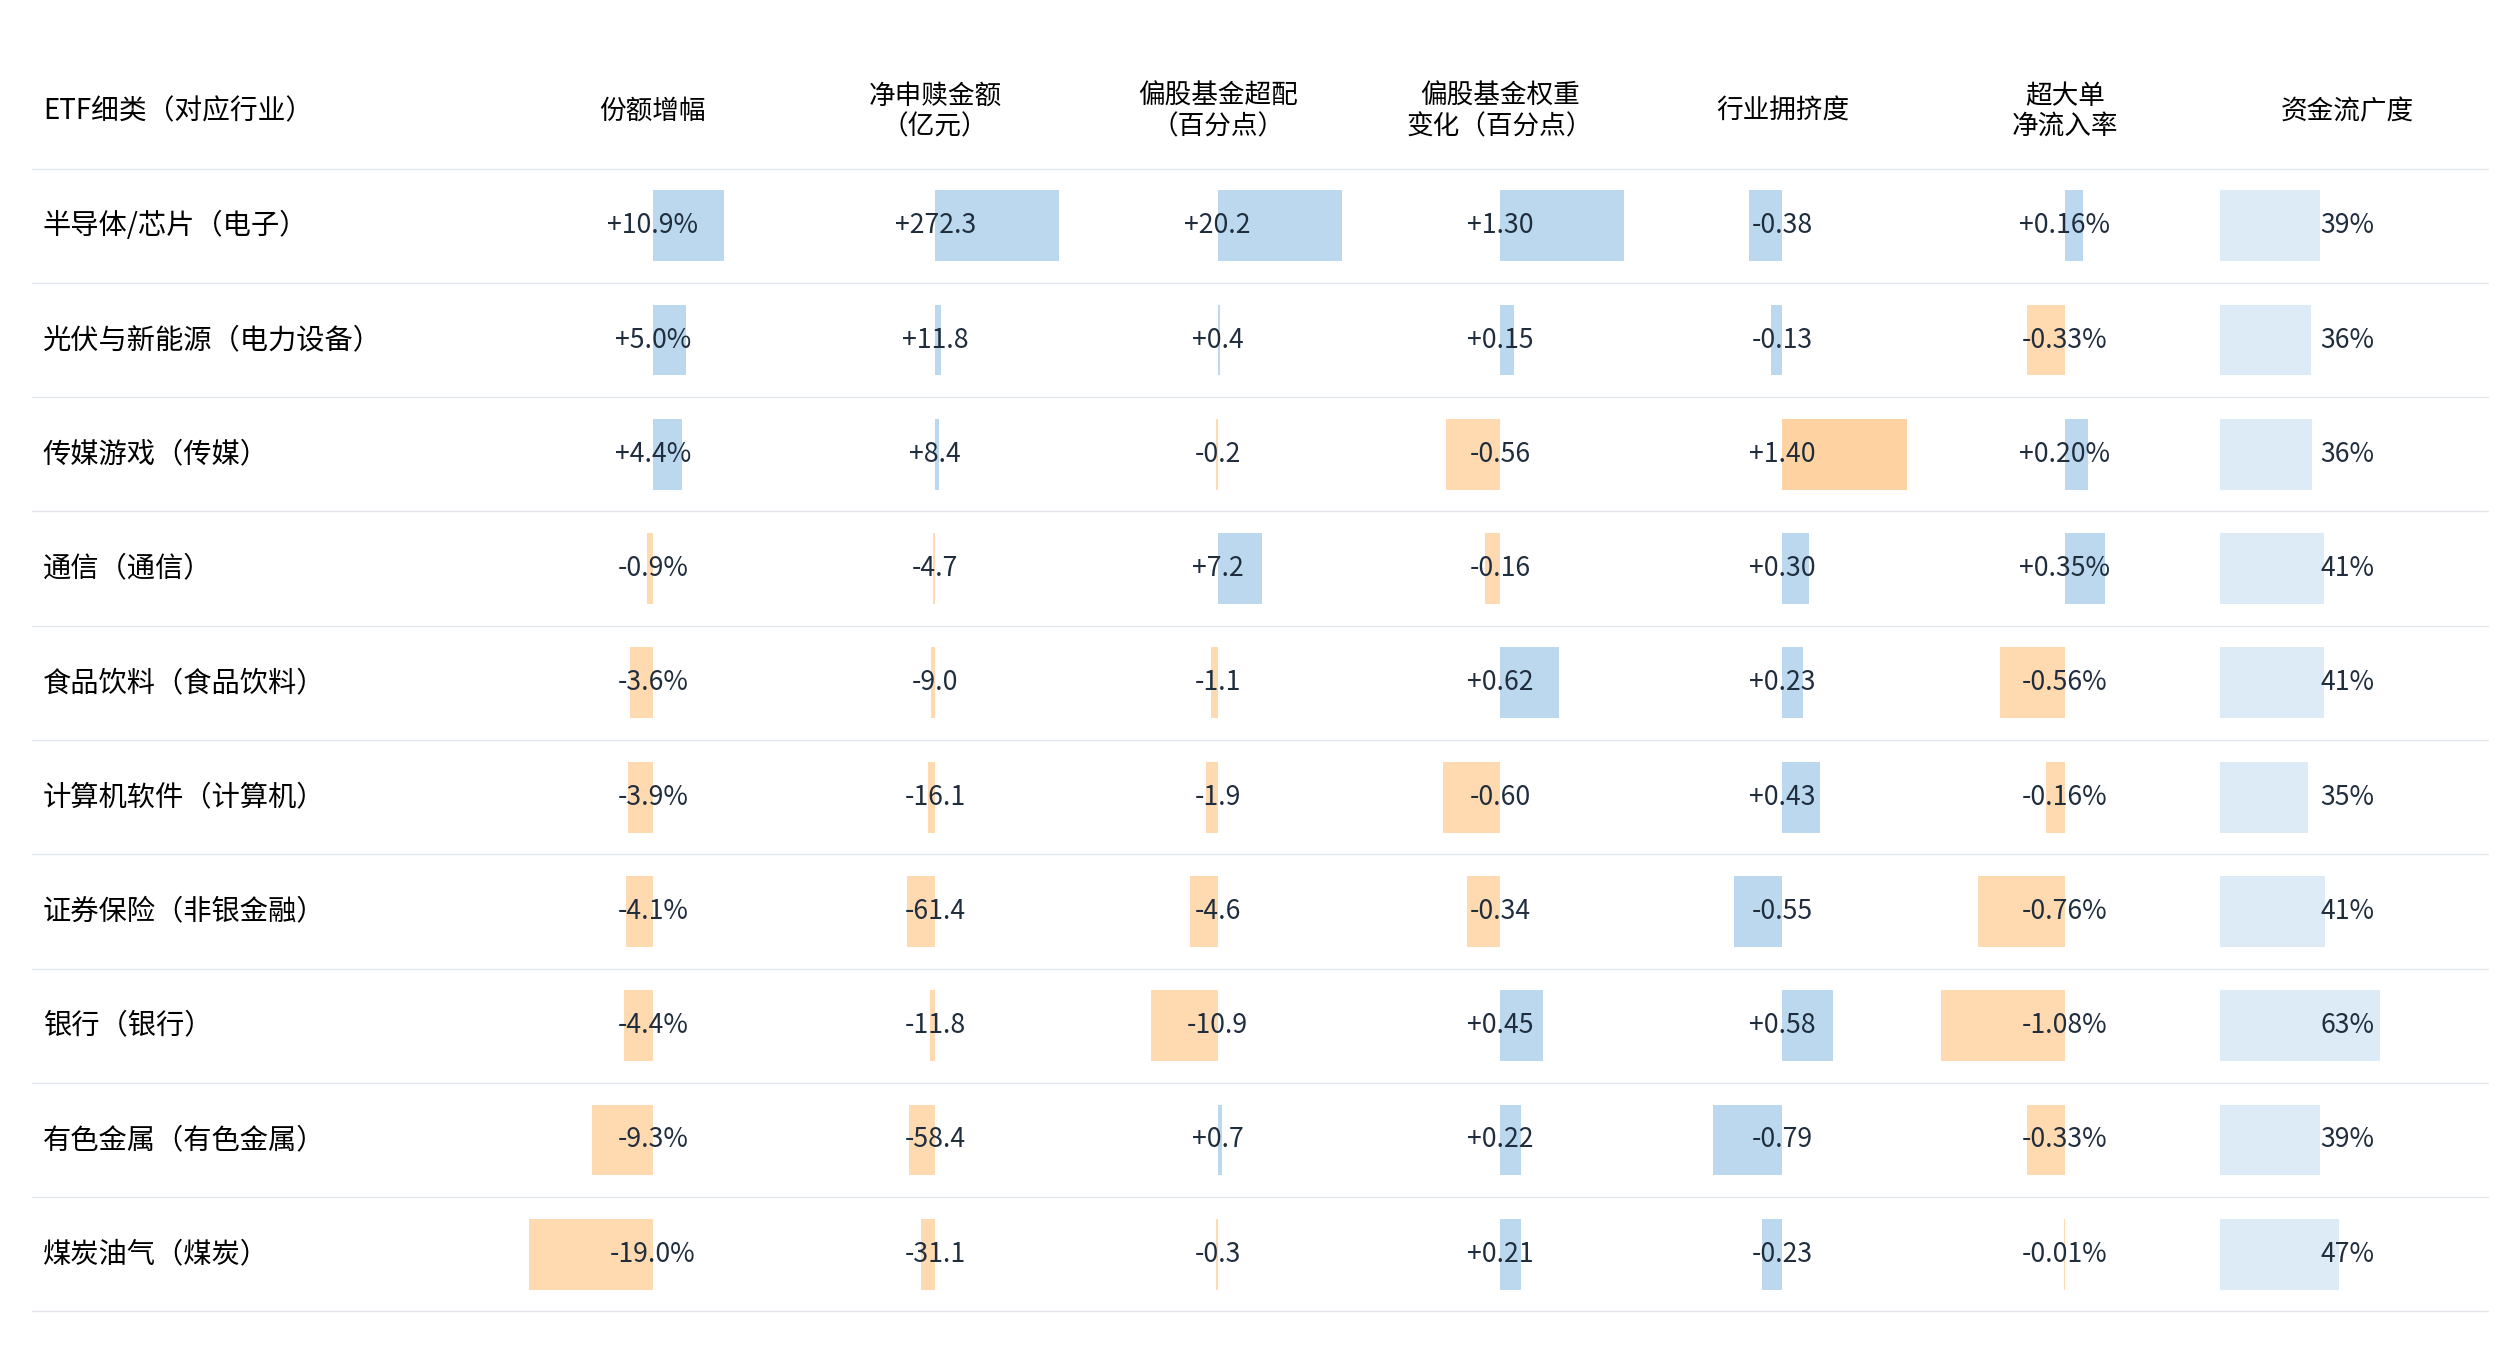 ETF细类（对应行业） 份额增幅 净申赎金额（亿元） 偏股基金超配（百分点） 偏股基金权重变化（百分点） 行业拥挤度 超大单净流入率 资金流广度
半导体/芯片（电子） +10.9% +272.3 +20.2 +1.30 -0.38 +0.16% 39%
光伏与新能源（电力设备） +5.0% +11.8 +0.4 +0.15 -0.13 -0.33% 36%
传媒游戏（传媒） +4.4% +8.4 -0.2 -0.56 +1.40 +0.20% 36%
通信（通信） -0.9% -4.7 +7.2 -0.16 +0.30 +0.35% 41%
食品饮料（食品饮料） -3.6% -9.0 -1.1 +0.62 +0.23 -0.56% 41%
计算机软件（计算机） -3.9% -16.1 -1.9 -0.60 +0.43 -0.16% 35%
证券保险（非银金融） -4.1% -61.4 -4.6 -0.34 -0.55 -0.76% 41%
银行（银行） -4.4% -11.8 -10.9 +0.45 +0.58 -1.08% 63%
有色金属（有色金属） -9.3% -58.4 +0.7 +0.22 -0.79 -0.33% 39%
煤炭油气（煤炭） -19.0% -31.1 -0.3 +0.21 -0.23 -0.01% 47%